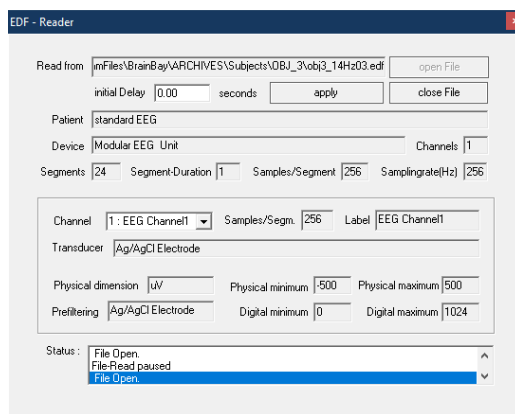 EDF - Reader
Read from mFiles\BrainBay\ARCHIVES\Subjects\OBJ_3\obj3_14Hz03.edf open File
initial Delay 0.00 seconds apply close File
Patient standard EEG
Device Modular EEG Unit Channels 1
Segments 24 Segment-Duration 1 Samples/Segment 256 Samplingrate(Hz) 256
Channel 1 : EEG Channel1 Samples/Segm. 256 Label EEG Channel1
Transducer Ag/AgCl Electrode
Physical dimension uV Physical minimum -500 Physical maximum 500
Prefiltering Ag/AgCl Electrode Digital minimum 0 Digital maximum 1024
Status : File Open.
File-Read paused
File Open.